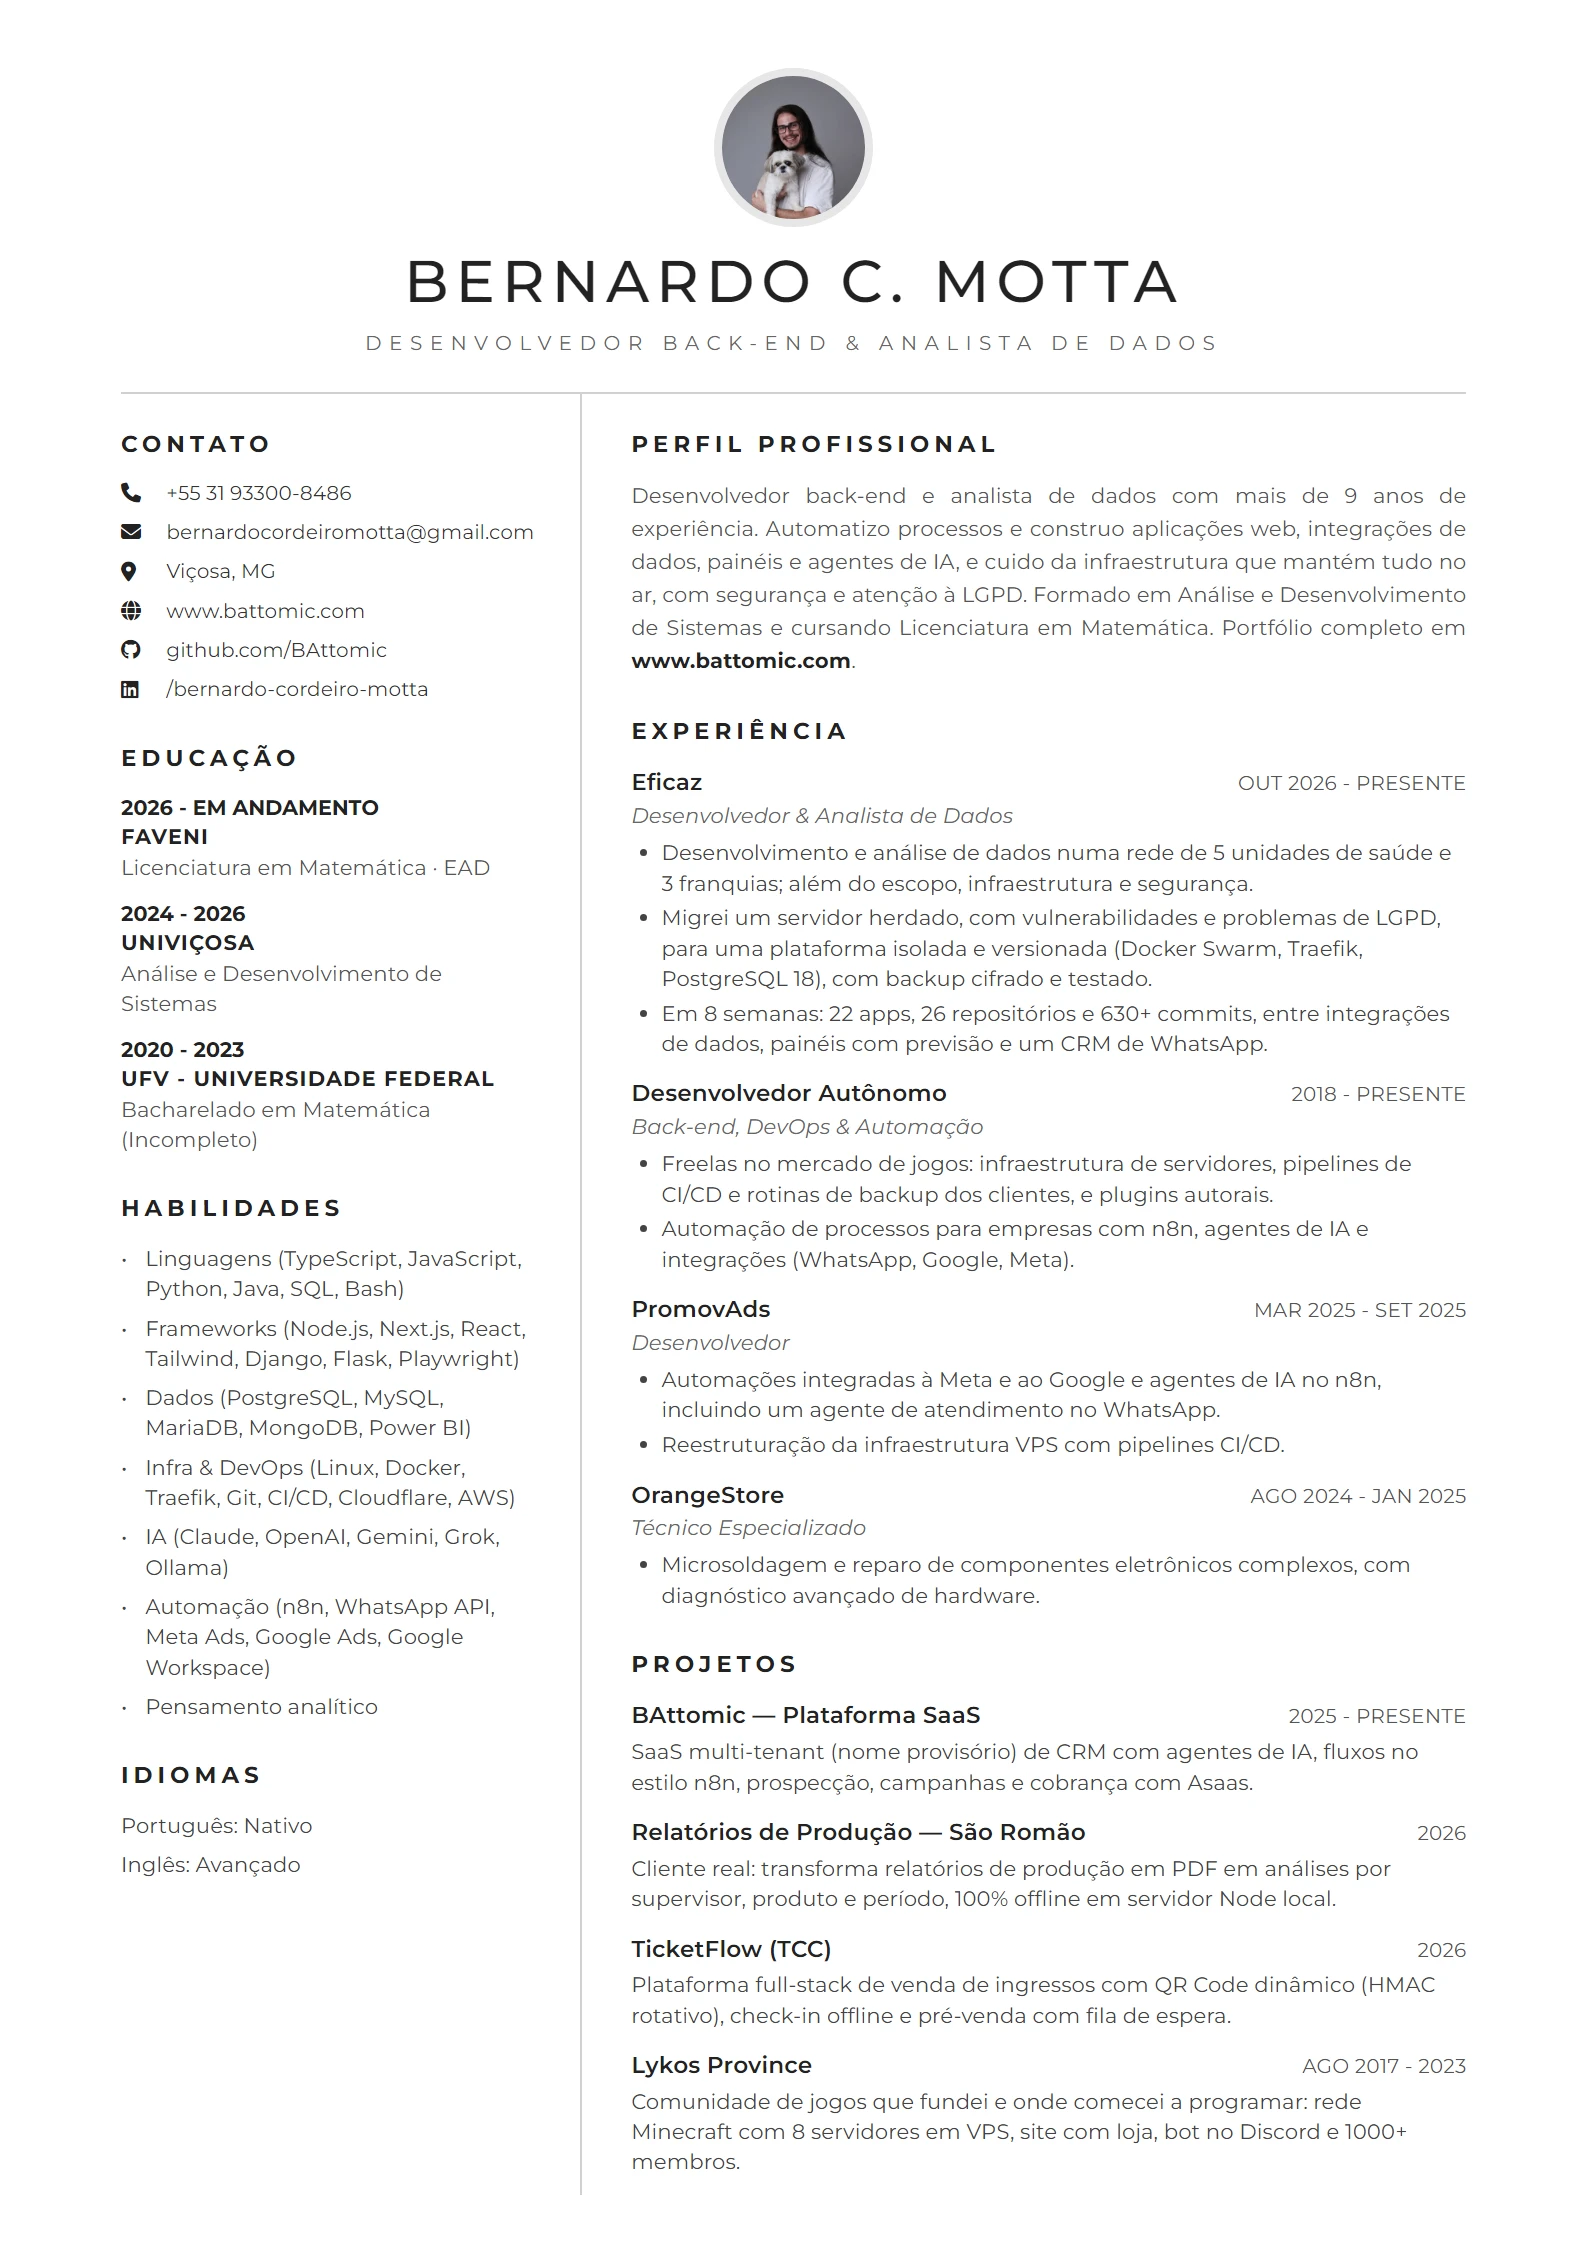 BERNARDO C. MOTTA
DESENVOLVEDOR BACK-END & ANALISTA DE DADOS
CONTATO
+55 31 93300-8486
bernardocordeiromotta@gmail.com
Viçosa, MG
www.battomic.com
github.com/BAttomic
/bernardo-cordeiro-motta
EDUCAÇÃO
2026 - EM ANDAMENTO
FAVENI
Licenciatura em Matemática · EAD
2024 - 2026
UNIVIÇOSA
Análise e Desenvolvimento de
Sistemas
2020 - 2023
UFV - UNIVERSIDADE FEDERAL
Bacharelado em Matemática
(Incompleto)
HABILIDADES
• Linguagens (TypeScript, JavaScript,
Python, Java, SQL, Bash)
• Frameworks (Node.js, Next.js, React,
Tailwind, Django, Flask, Playwright)
• Dados (PostgreSQL, MySQL,
MariaDB, MongoDB, Power BI)
• Infra & DevOps (Linux, Docker,
Traefik, Git, CI/CD, Cloudflare, AWS)
• IA (Claude, OpenAI, Gemini, Grok,
Ollama)
• Automação (n8n, WhatsApp API,
Meta Ads, Google Ads, Google
Workspace)
• Pensamento analítico
IDIOMAS
Português: Nativo
Inglês: Avançado
PERFIL PROFISSIONAL
Desenvolvedor back-end e analista de dados com mais de 9 anos de
experiência. Automatizo processos e construo aplicações web, integrações de
dados, painéis e agentes de IA, e cuido da infraestrutura que mantém tudo no
ar, com segurança e atenção à LGPD. Formado em Análise e Desenvolvimento
de Sistemas e cursando Licenciatura em Matemática. Portfólio completo em
www.battomic.com.
EXPERIÊNCIA
Eficaz OUT 2026 - PRESENTE
Desenvolvedor & Analista de Dados
• Desenvolvimento e análise de dados numa rede de 5 unidades de saúde e
3 franquias; além do escopo, infraestrutura e segurança.
• Migrei um servidor herdado, com vulnerabilidades e problemas de LGPD,
para uma plataforma isolada e versionada (Docker Swarm, Traefik,
PostgreSQL 18), com backup cifrado e testado.
• Em 8 semanas: 22 apps, 26 repositórios e 630+ commits, entre integrações
de dados, painéis com previsão e um CRM de WhatsApp.
Desenvolvedor Autônomo 2018 - PRESENTE
Back-end, DevOps & Automação
• Freelas no mercado de jogos: infraestrutura de servidores, pipelines de
CI/CD e rotinas de backup dos clientes, e plugins autorais.
• Automação de processos para empresas com n8n, agentes de IA e
integrações (WhatsApp, Google, Meta).
PromovAds MAR 2025 - SET 2025
Desenvolvedor
• Automações integradas à Meta e ao Google e agentes de IA no n8n,
incluindo um agente de atendimento no WhatsApp.
• Reestruturação da infraestrutura VPS com pipelines CI/CD.
OrangeStore AGO 2024 - JAN 2025
Técnico Especializado
• Microsoldagem e reparo de componentes eletrônicos complexos, com
diagnóstico avançado de hardware.
PROJETOS
BAttomic — Plataforma SaaS 2025 - PRESENTE
SaaS multi-tenant (nome provisório) de CRM com agentes de IA, fluxos no
estilo n8n, prospecção, campanhas e cobrança com Asaas.
Relatórios de Produção — São Romão 2026
Cliente real: transforma relatórios de produção em PDF em análises por
supervisor, produto e período, 100% offline em servidor Node local.
TicketFlow (TCC) 2026
Plataforma full-stack de venda de ingressos com QR Code dinâmico (HMAC
rotativo), check-in offline e pré-venda com fila de espera.
Lykos Province AGO 2017 - 2023
Comunidade de jogos que fundei e onde comecei a programar: rede
Minecraft com 8 servidores em VPS, site com loja, bot no Discord e 1000+
membros.